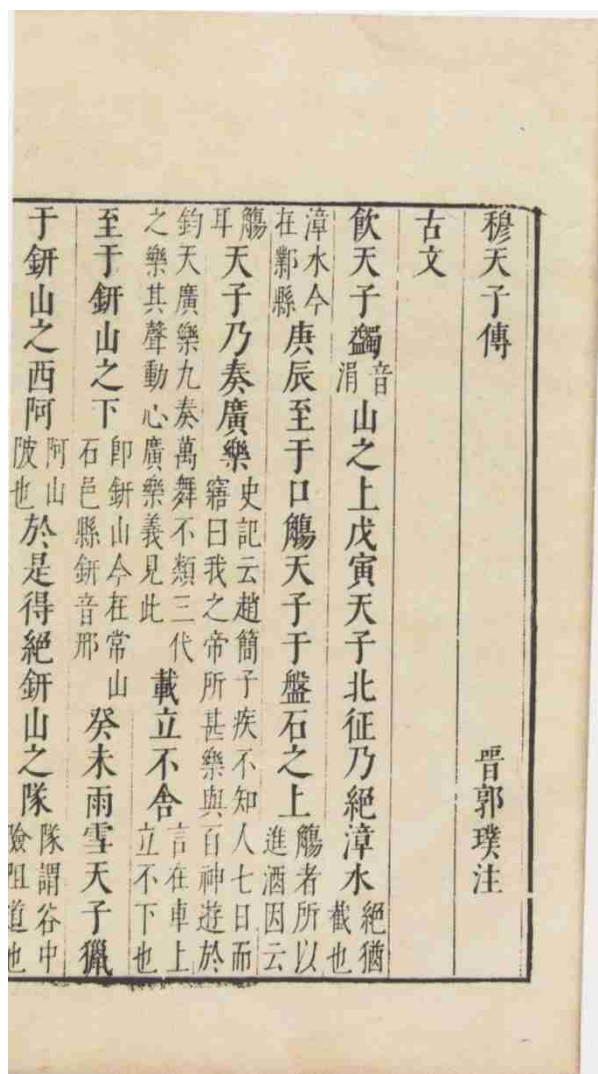 穆天子傳 晋郭璞注
古文
飲天子蠲音涓山之上戊寅天子北征乃絕漳水絕猶截也
漳水今在鄴縣庚辰至于口觴天子于盤石之上觴者所以進酒因云
觴耳天子乃奏廣樂史記云趙簡子疾不知人七日而寤曰我之帝所甚樂與百神遊於
鈞天廣樂九奏萬舞不類三代之樂其聲動心廣樂義見此載立不舍言在車上立不下也
至于鈃山之下卽鈃山今在常山石邑縣鈃音邢癸未雨雪天子獵
于鈃山之西阿阿山陂也於是得絕鈃山之隊隊謂谷中險阻道也